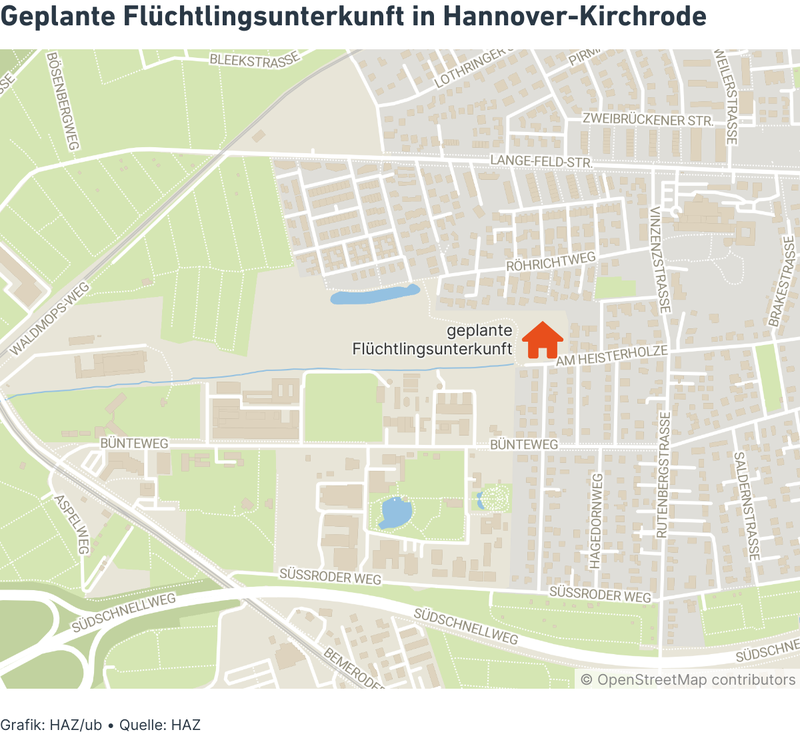 Geplante Flüchtlingsunterkunft in Hannover-Kirchrode
BLEEKSTRASSE
LOTHRINGER S
PIRM
WEILERSTRASSE
BÖSENBERGWEG
SSE
ZWEIBRÜCKENER STR.
LANGE-FELD-STR.
VINZENZSTRASSE
RÖHRICHTWEG
BRAKESTRASSE
WALDMOPS-WEG
geplante
Flüchtlingsunterkunft
AM HEISTERHOLZE
BÜNTEWEG
BÜNTEWEG
RUTENBERGSTRASSE
SALDERNSTRASSE
HAGEDORNWEG
ASPELWEG
SÜSSRODER WEG
SÜSSRODER WEG
SÜDSCHNELLWEG
SÜDSCHNELLWEG
SÜDSCHNE
BEMERODE
© OpenStreetMap contributors
Grafik: HAZ/ub • Quelle: HAZ